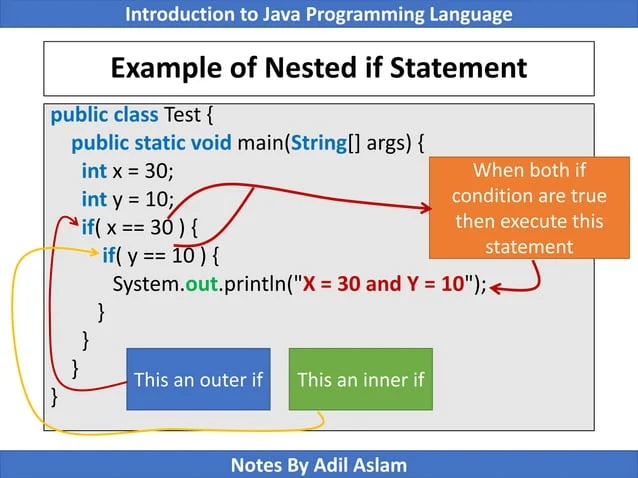 Introduction to Java Programming Language
Example of Nested if Statement
public class Test {
public static void main(String[] args) {
int x = 30;
int y = 10;
if( x == 30 ) {
if( y == 10 ) {
System.out.println("X = 30 and Y = 10");
}
}
}
}
When both if
condition are true
then execute this
statement
This an outer if
This an inner if
Notes By Adil Aslam